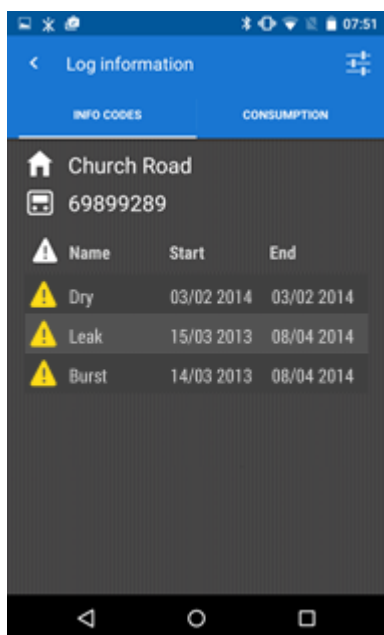 07:51
Log information
INFO CODES CONSUMPTION
Church Road
69899289
Name Start End
Dry 03/02 2014 03/02 2014
Leak 15/03 2013 08/04 2014
Burst 14/03 2013 08/04 2014